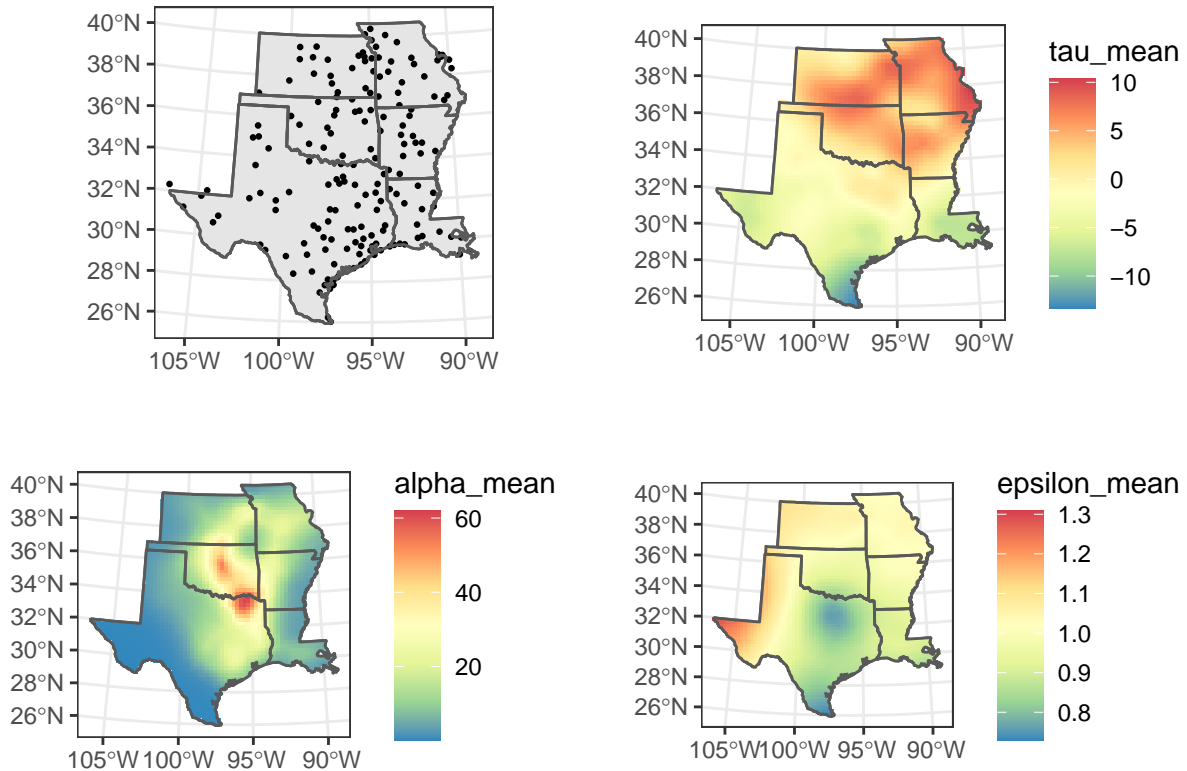 40°N
38°N
36°N
34°N
32°N
30°N
28°N
26°N
105°W 100°W 95°W 90°W
40°N
38°N
36°N
34°N
32°N
30°N
28°N
26°N
105°W 100°W 95°W 90°W
tau_mean
10
5
0
−5
−10
40°N
38°N
36°N
34°N
32°N
30°N
28°N
26°N
105°W 100°W 95°W 90°W
alpha_mean
60
40
20
40°N
38°N
36°N
34°N
32°N
30°N
28°N
26°N
105°W100°W 95°W 90°W
epsilon_mean
1.3
1.2
1.1
1.0
0.9
0.8